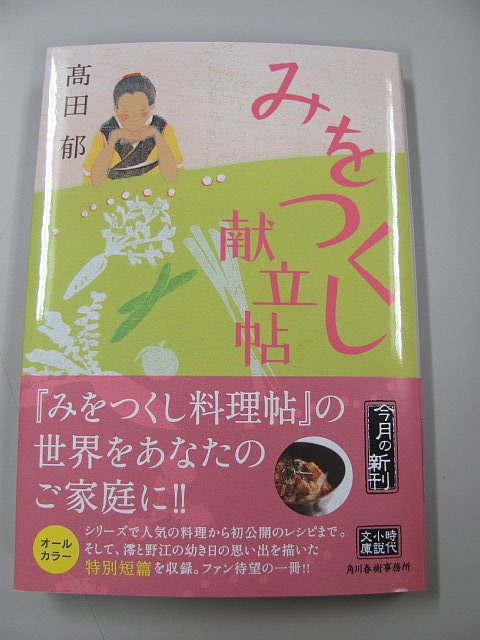 髙田 郁
みをつくし
献立帖
『みをつくし料理帖』の
世界をあなたの
ご家庭に!!
今月の新刊
オール
カラー
シリーズで人気の料理から初公開のレシピまで。
そして、澪と野江の幼き日の思い出を描いた
特別短篇を収録。ファン待望の一冊!!
時代
小説
文庫
角川春樹事務所